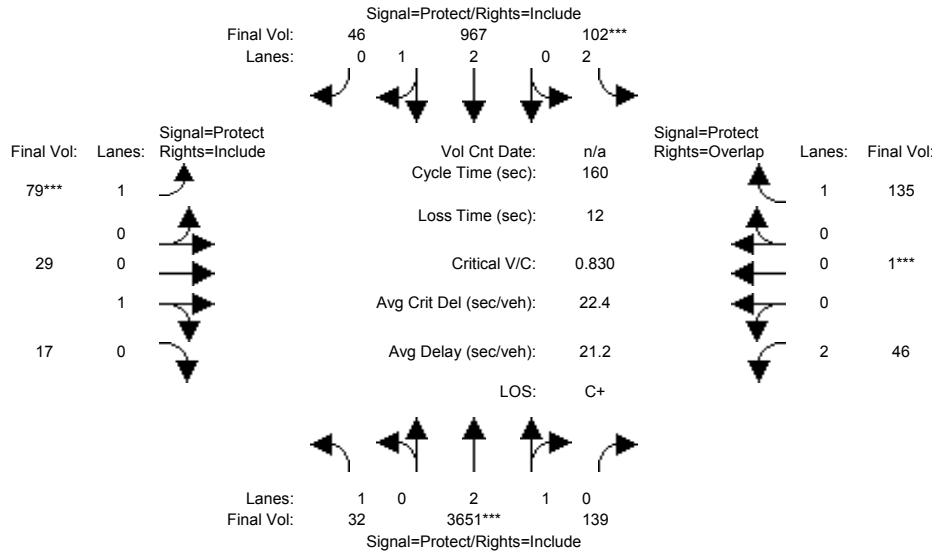 Signal=Protect/Rights=Include
Final Vol: 46 967 102***
Lanes: 0 1 2 0 2
Signal=Protect
Final Vol: Lanes: Rights=Include
Vol Cnt Date: n/a
Signal=Protect
Rights=Overlap Lanes: Final Vol:
Cycle Time (sec): 160
79*** 1
1 135
Loss Time (sec): 12
0
0
29 0
Critical V/C: 0.830
0 1***
1
Avg Crit Del (sec/veh): 22.4
0
17 0
Avg Delay (sec/veh): 21.2
2 46
LOS: C+
Lanes: 1 0 2 1 0
Final Vol: 32 3651*** 139
Signal=Protect/Rights=Include